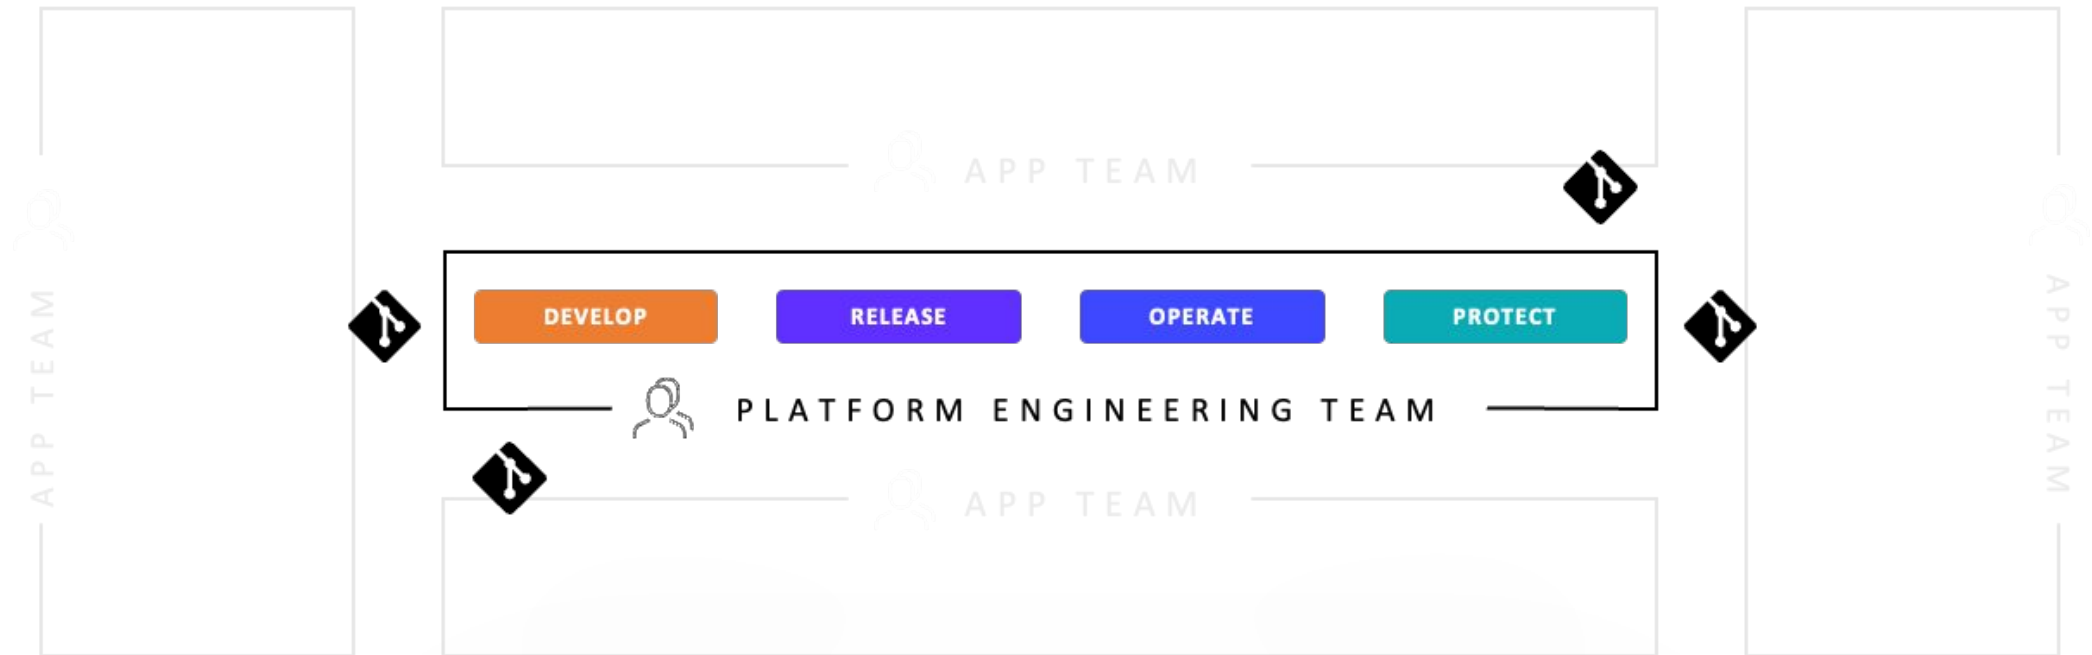 APP TEAM
APP TEAM
DEVELOP
RELEASE
OPERATE
PROTECT
PLATFORM ENGINEERING TEAM
APP TEAM
APP TEAM